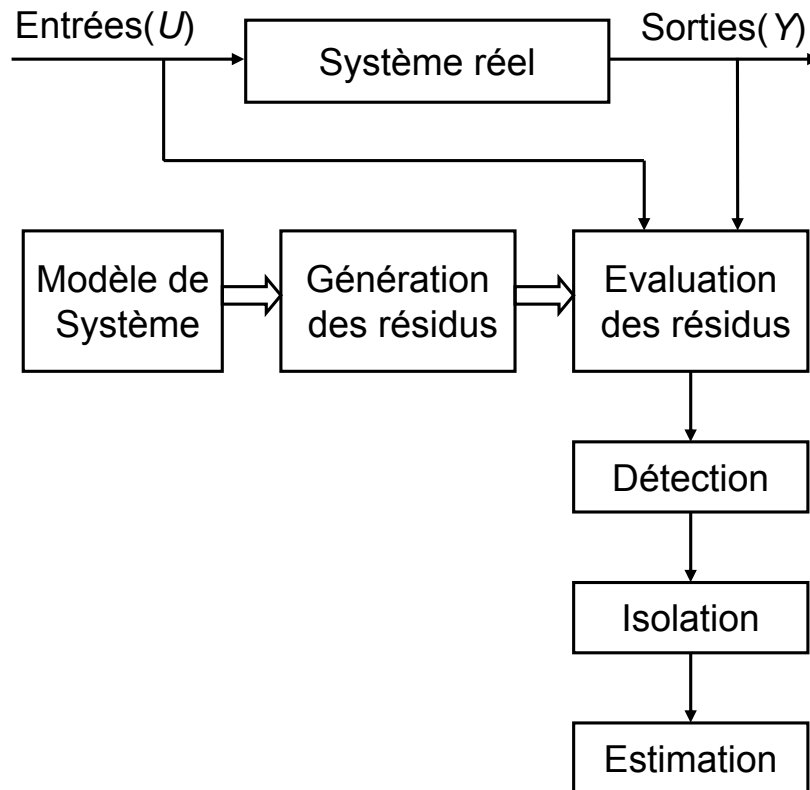 Entrées(U)
Sorties(Y)
Système réel
Modèle de
Système
Génération
des résidus
Evaluation
des résidus
Détection
Isolation
Estimation